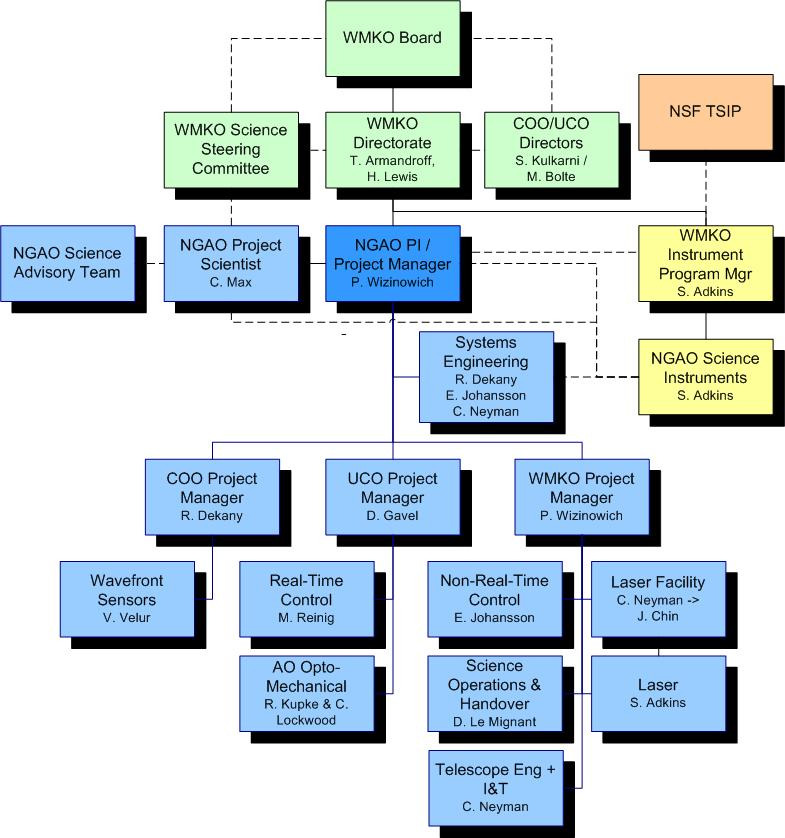 WMKO Board
NSF TSIP
WMKO Science
Steering
Committee
WMKO
Directorate
T. Armandroff,
H. Lewis
COO/UCO
Directors
S. Kulkarni /
M. Bolte
NGAO Science
Advisory Team
NGAO Project
Scientist
C. Max
NGAO PI /
Project Manager
P. Wizinowich
WMKO
Instrument
Program Mgr
S. Adkins
Systems
Engineering
R. Dekany
E. Johansson
C. Neyman
NGAO Science
Instruments
S. Adkins
COO Project
Manager
R. Dekany
UCO Project
Manager
D. Gavel
WMKO Project
Manager
P. Wizinowich
Wavefront
Sensors
V. Velur
Real-Time
Control
M. Reinig
Non-Real-Time
Control
E. Johansson
Laser Facility
C. Neyman ->
J. Chin
AO Opto-
Mechanical
R. Kupke & C.
Lockwood
Science
Operations &
Handover
D. Le Mignant
Laser
S. Adkins
Telescope Eng +
I&T
C. Neyman